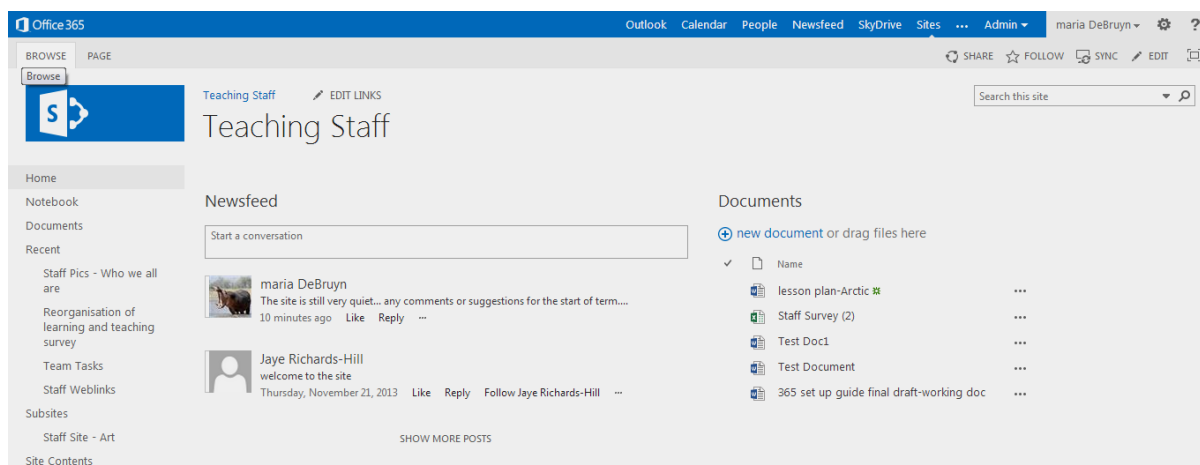 Office 365 Outlook Calendar People Newsfeed SkyDrive Sites ... Admin maria DeBruyn ?
BROWSE PAGE SHARE FOLLOW SYNC EDIT
Browse
S
Teaching Staff EDIT LINKS
Search this site
Teaching Staff
Home
Notebook
Documents
Recent
Staff Pics - Who we all
are
Reorganisation of
learning and teaching
survey
Team Tasks
Staff Weblinks
Subsites
Staff Site - Art
Site Contents
Newsfeed
Start a conversation
maria DeBruyn
The site is still very quiet... any comments or suggestions for the start of term....
10 minutes ago Like Reply ...
Jaye Richards-Hill
welcome to the site
Thursday, November 21, 2013 Like Reply Follow Jaye Richards-Hill ...
SHOW MORE POSTS
Documents
new document or drag files here
Name
lesson plan-Arctic ...
Staff Survey (2) ...
Test Doc1 ...
Test Document ...
365 set up guide final draft-working doc ...